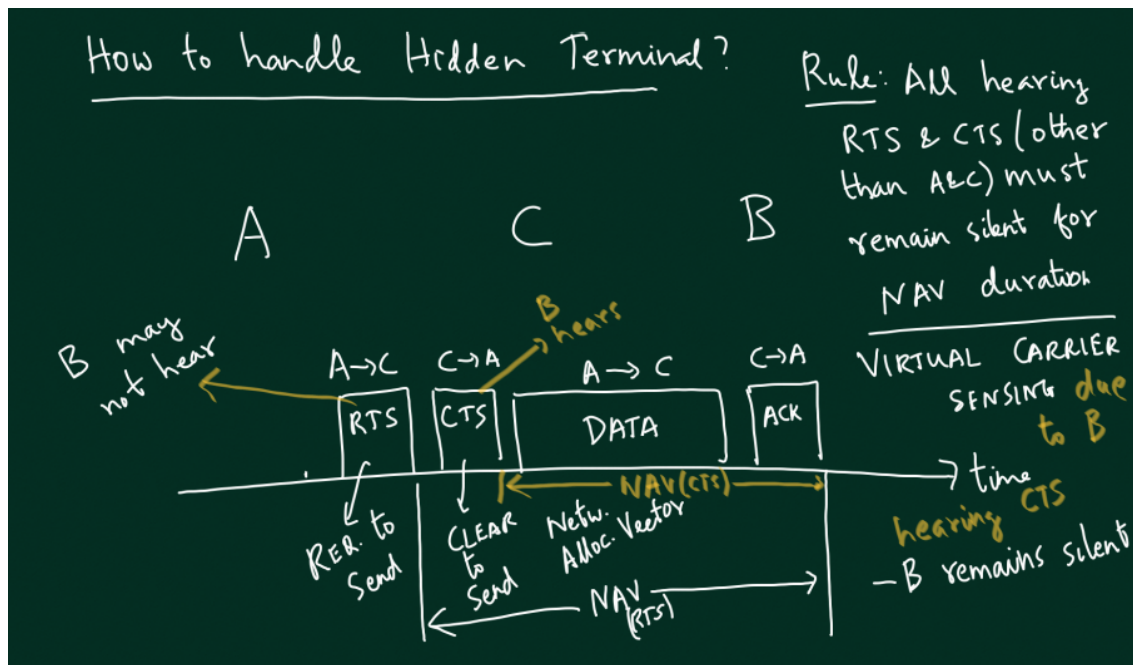 How to handle Hidden Terminal?
Rule: All hearing
RTS & CTS (other
than A&C) must
remain silent for
NAV duration
VIRTUAL CARRIER
SENSING due
to B
hearing CTS
- B remains silent
A C B
B may
not hear
B
hears
A→C C→A A→C C→A
RTS CTS DATA ACK
time
NAV(CTS)
REQ. to
Send
CLEAR
to
Send
Netw.
Alloc. Vector
NAV
(RTS)